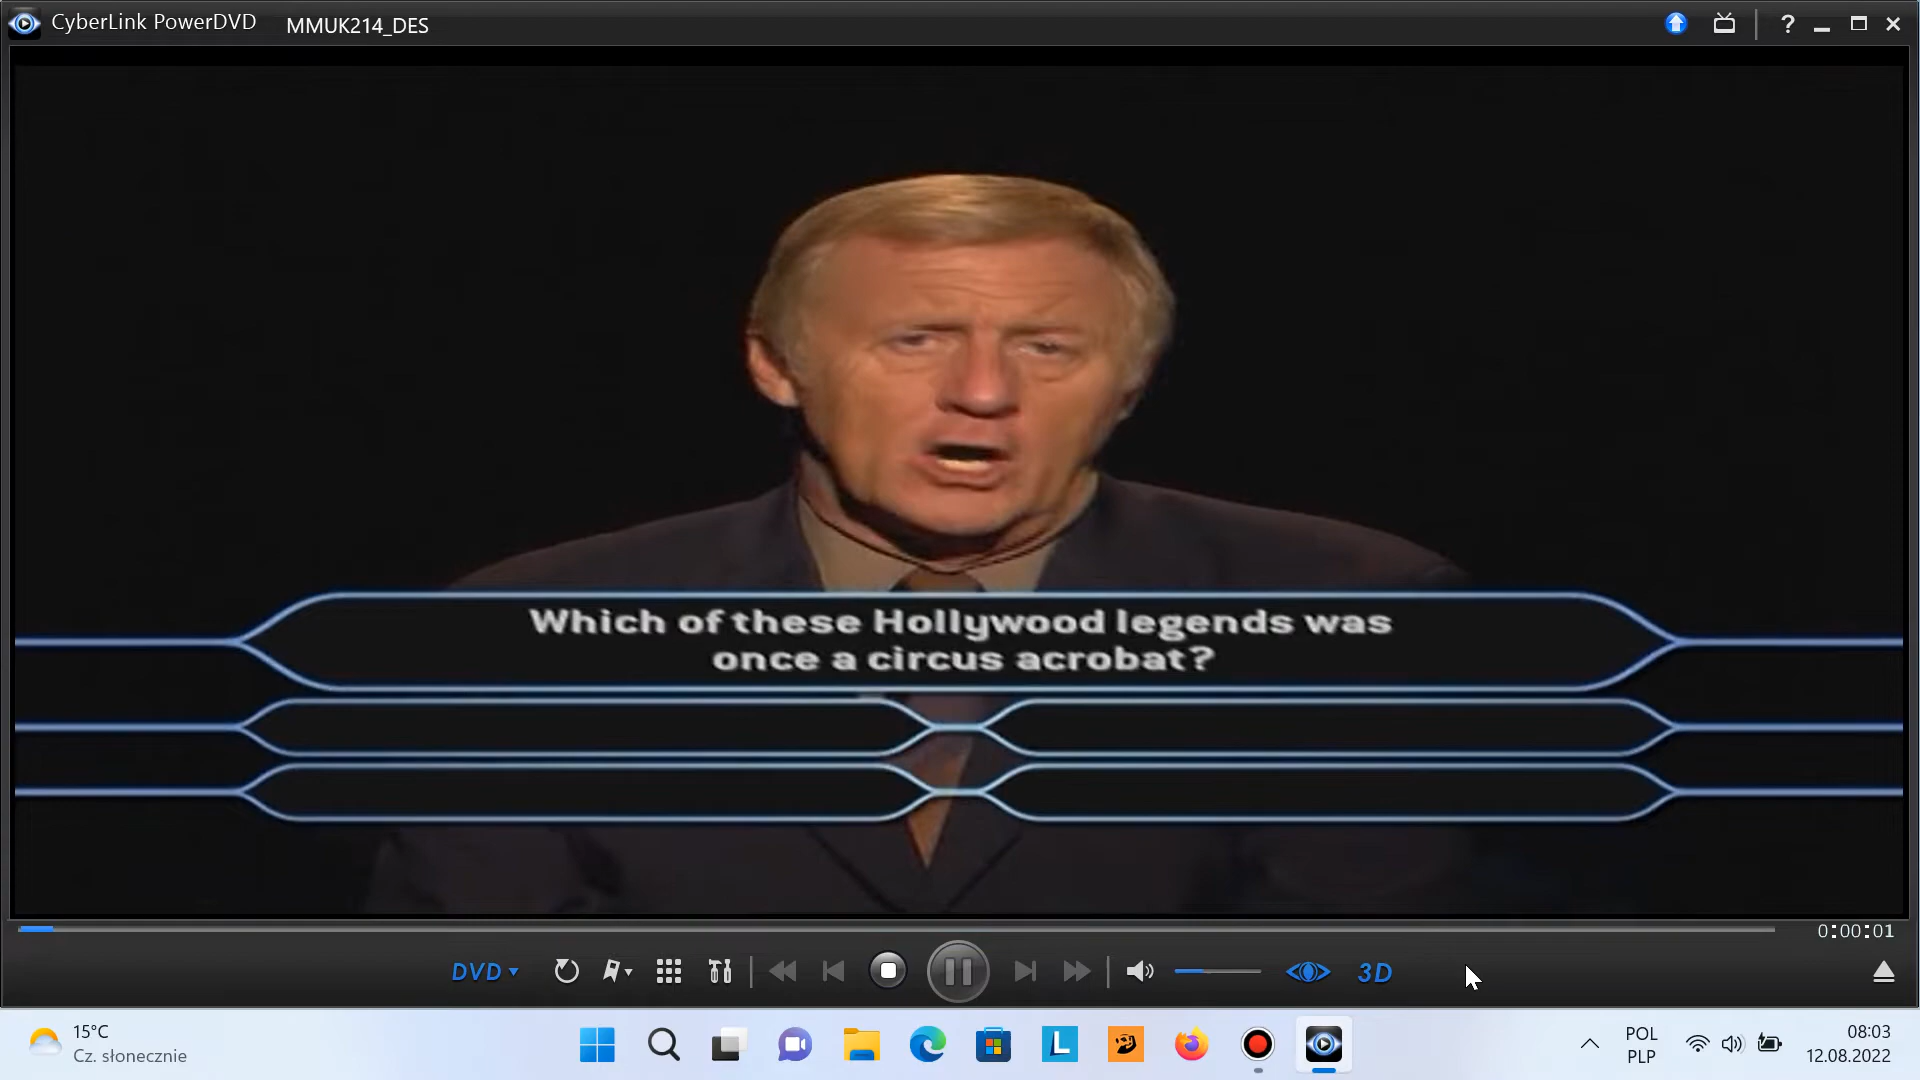 CyberLink PowerDVD MMUK214_DES
Which of these Hollywood legends was
once a circus acrobat?
0:00:01
DVD
3D
15°C
Cz. słonecznie
L
POL
PLP
08:03
12.08.2022